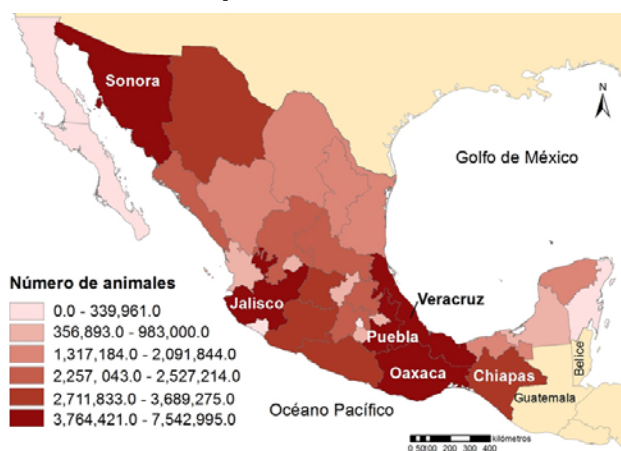 Sonora
N
Golfo de México
Número de animales
0.0 - 339,961.0
356,893.0 - 983,000.0
1,317,184.0 - 2,091,844.0
2,257, 043.0 - 2,527,214.0
2,711,833.0 - 3,689,275.0
3,764,421.0 - 7,542,995.0
Jalisco
Veracruz
Puebla
Oaxaca
Chiapas
Belice
Guatemala
Océano Pacífico
kilómetros
0 50 100 200 300 400